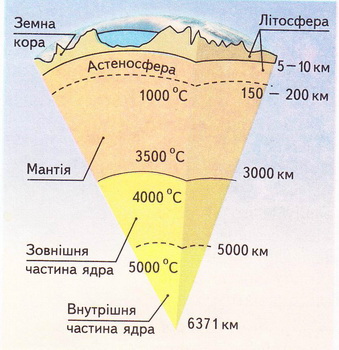 Земна
кора
Літосфера
Астеносфера
5–10 км
1000 °C
150 – 200 км
3500 °C
Мантія
3000 км
4000 °C
Зовнішня
частина ядра
5000 км
5000 °C
Внутрішня
частина ядра
6371 км